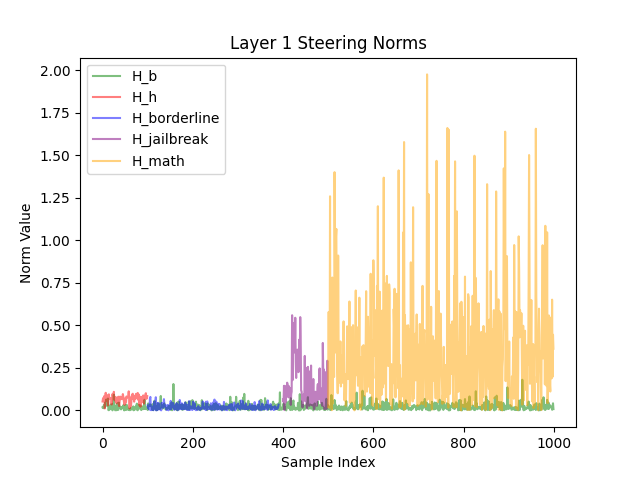 Layer 1 Steering Norms
H_b
H_h
H_borderline
H_jailbreak
H_math
2.00
1.75
1.50
1.25
1.00
0.75
0.50
0.25
0.00
Norm Value
0
200
400
600
800
1000
Sample Index